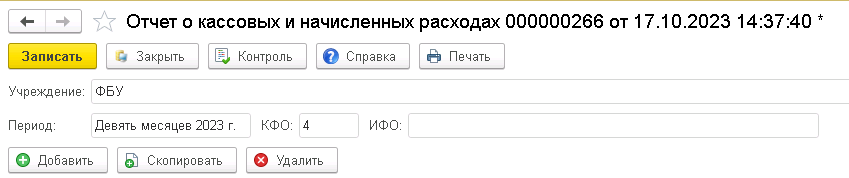 Отчет о кассовых и начисленных расходах 000000266 от 17.10.2023 14:37:40 *
Записать Закрыть Контроль Справка Печать
Учреждение: ФБУ
Период: Девять месяцев 2023 г. КФО: 4 ИФО:
Добавить Скопировать Удалить